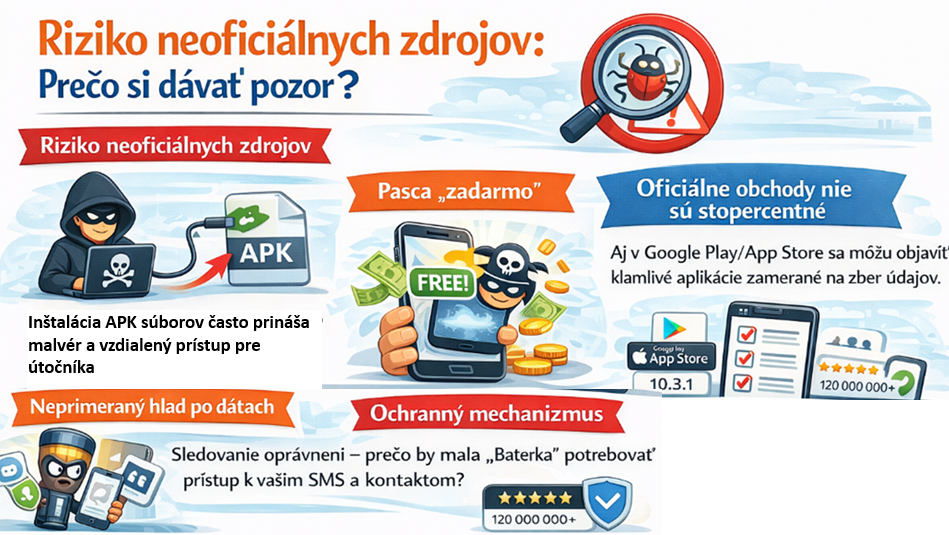 Riziko neoficiálnych zdrojov:
Prečo si dávať pozor?
Riziko neoficiálnych zdrojov
APK
Inštalácia APK súborov často prináša
malvér a vzdialený prístup pre
útočníka
Pasca „zadarmo”
FREE!
Oficiálne obchody nie
sú stopercentné
Aj v Google Play/App Store sa môžu objaviť
klamlivé aplikácie zamerané na zber údajov.
Google Play
App Store
10.3.1
120 000 000+
Neprimeraný hlad po dátach
Ochranný mechanizmus
Sledovanie oprávneni – prečo by mala „Baterka” potrebovať
prístup k vašim SMS a kontaktom?
120 000 000+